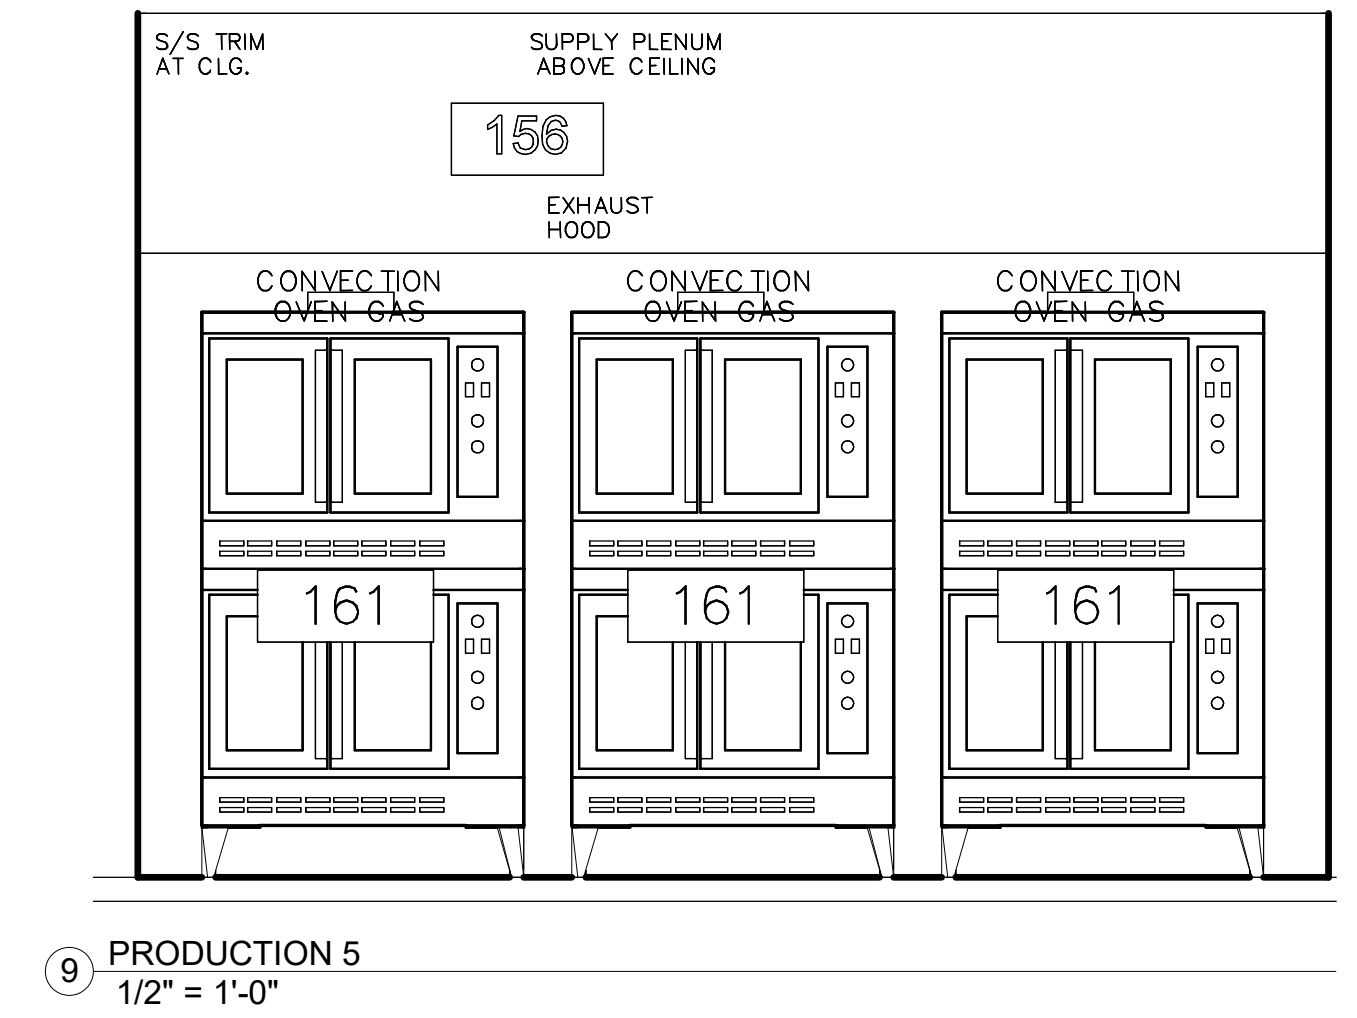 S/S TRIM
AT CLG.
SUPPLY PLENUM
ABOVE CEILING
156
EXHAUST
HOOD
CONVECTION
OVEN GAS
CONVECTION
OVEN GAS
CONVECTION
OVEN GAS
161
161
161
9
PRODUCTION 5
1/2" = 1'-0"